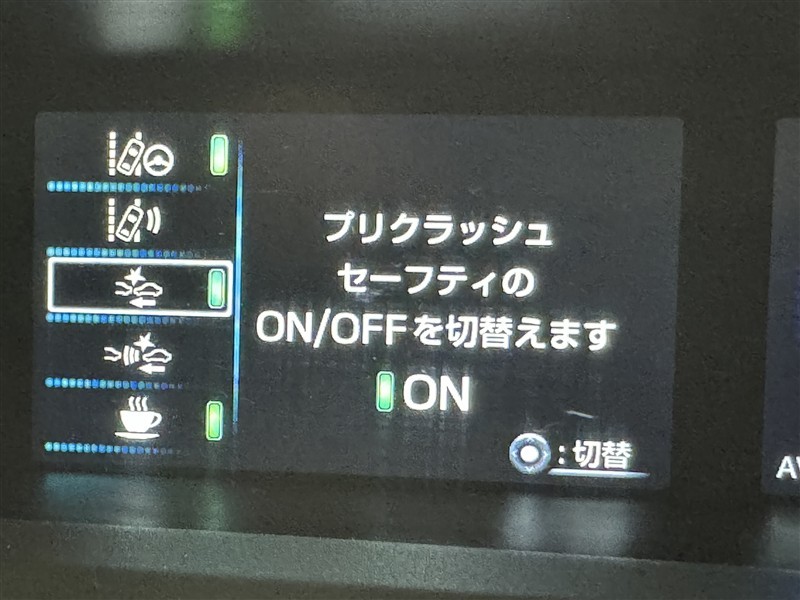 プリクラッシュ
セーフティの
ON/OFFを切替えます
ON
:切替